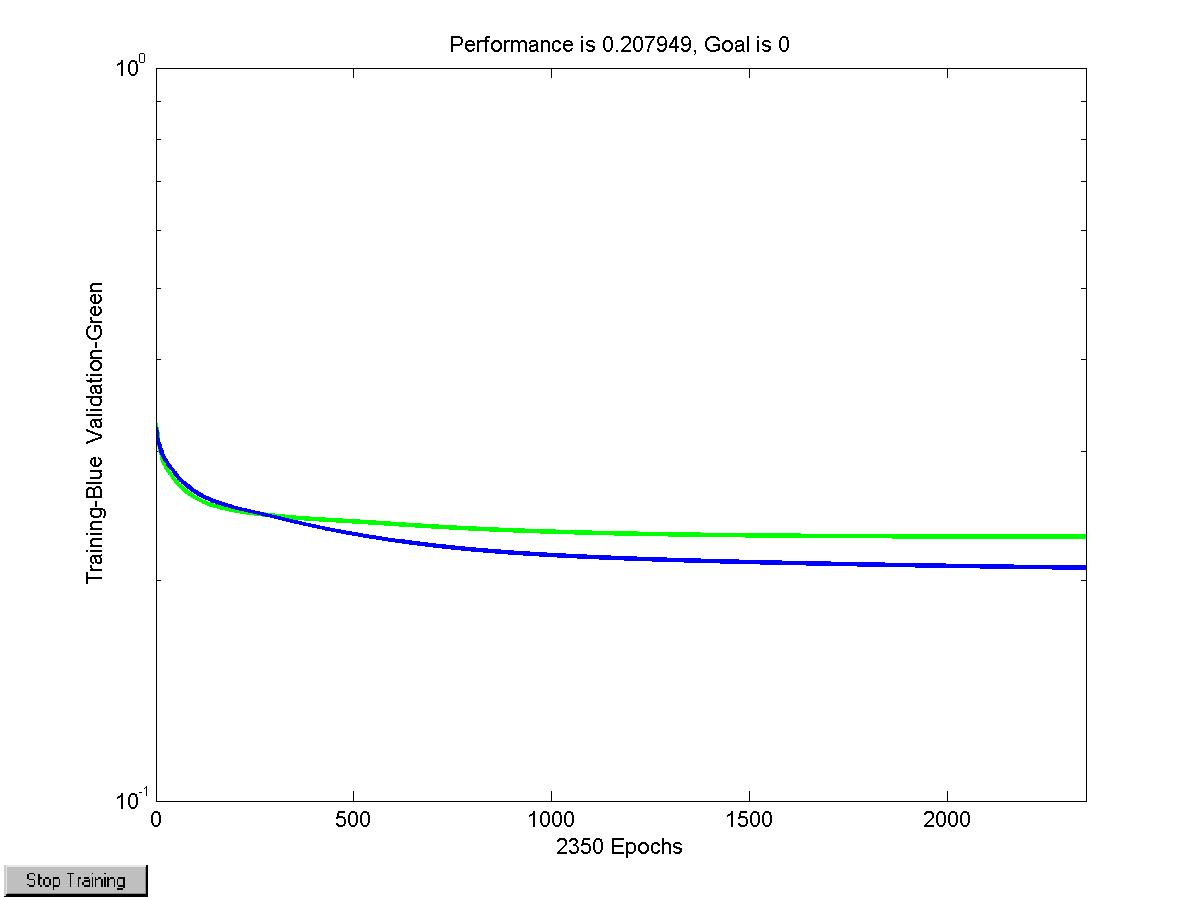 Performance is 0.207949, Goal is 0
10^0
Training-Blue  Validation-Green
10^-1
0 500 1000 1500 2000
2350 Epochs
Stop Training